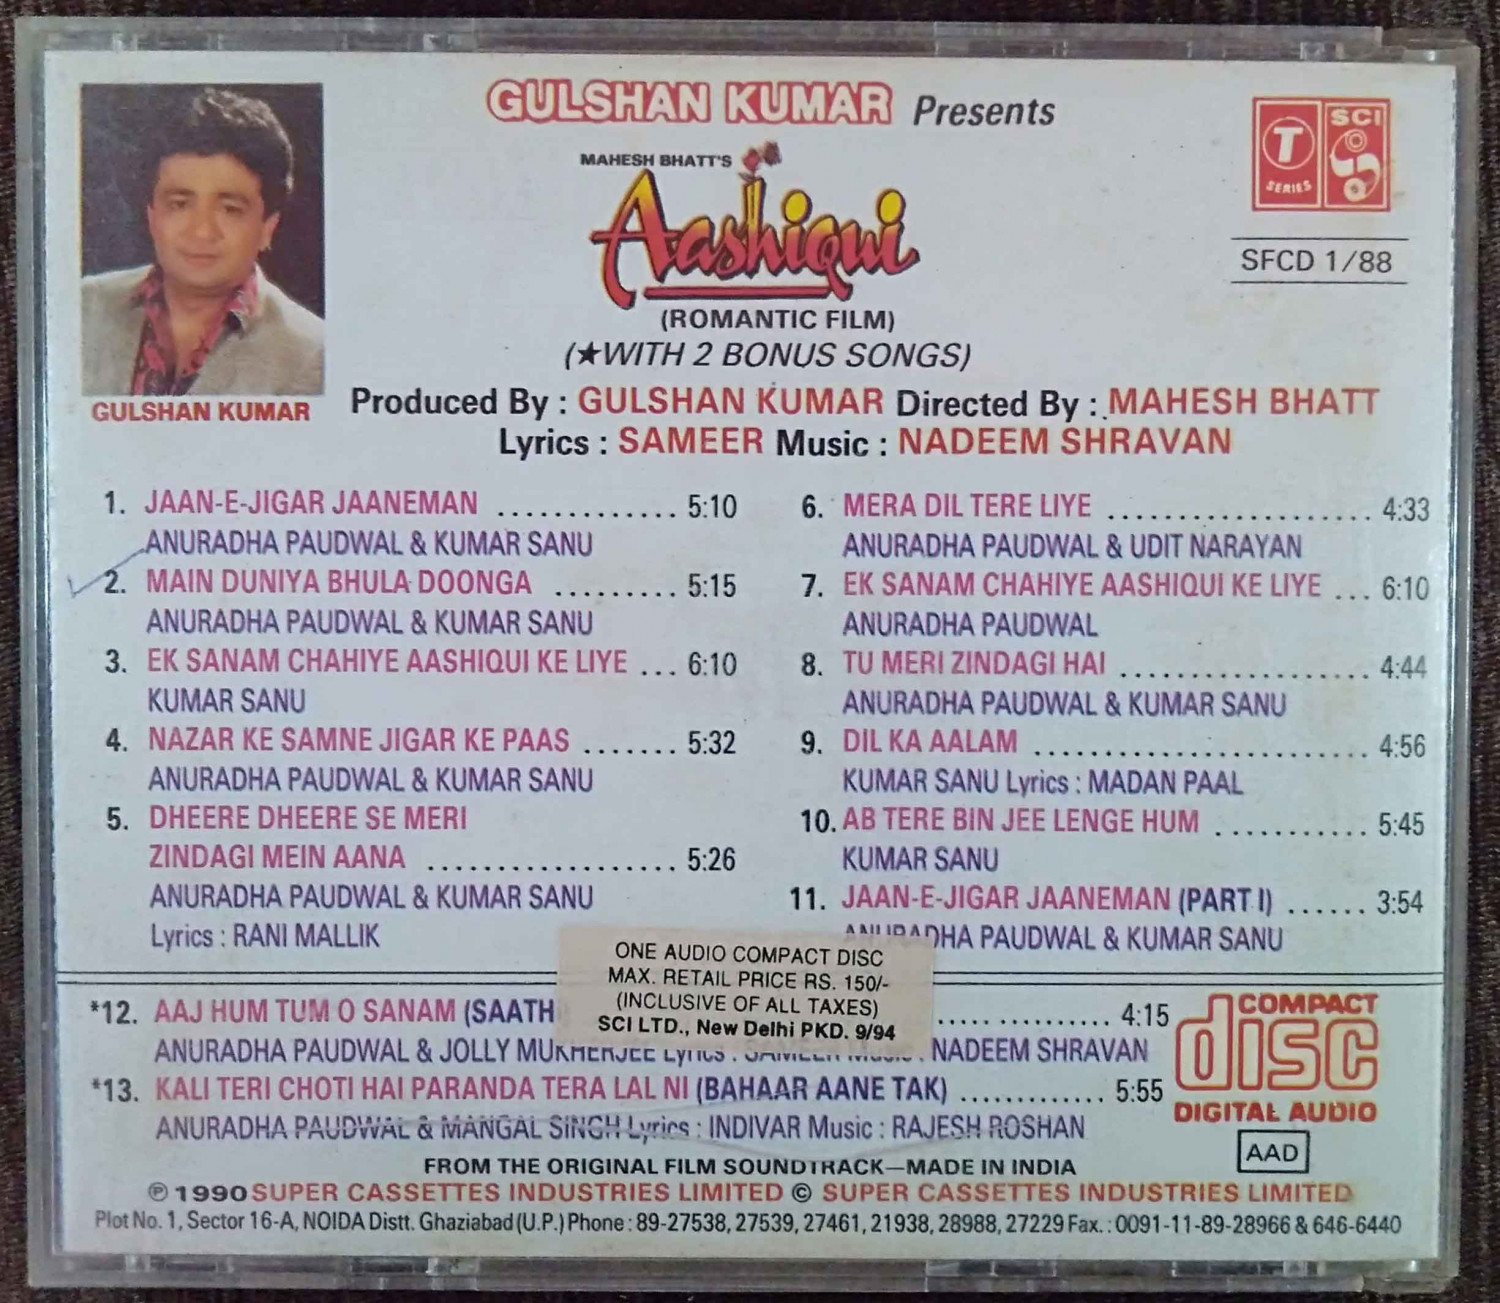 GULSHAN KUMAR Presents
MAHESH BHATT'S
Aashiqui
(ROMANTIC FILM)
(★WITH 2 BONUS SONGS)
T SERIES
SCI
SFCD 1/88
GULSHAN KUMAR
Produced By : GULSHAN KUMAR Directed By : MAHESH BHATT
Lyrics : SAMEER Music : NADEEM SHRAVAN
1. JAAN-E-JIGAR JAANEMAN ............. 5:10
ANURADHA PAUDWAL & KUMAR SANU
2. MAIN DUNIYA BHULA DOONGA ......... 5:15
ANURADHA PAUDWAL & KUMAR SANU
3. EK SANAM CHAHIYE AASHIQUI KE LIYE ... 6:10
KUMAR SANU
4. NAZAR KE SAMNE JIGAR KE PAAS ....... 5:32
ANURADHA PAUDWAL & KUMAR SANU
5. DHEERE DHEERE SE MERI
ZINDAGI MEIN AANA .................. 5:26
ANURADHA PAUDWAL & KUMAR SANU
Lyrics : RANI MALLIK
6. MERA DIL TERE LIYE ................... 4:33
ANURADHA PAUDWAL & UDIT NARAYAN
7. EK SANAM CHAHIYE AASHIQUI KE LIYE ... 6:10
ANURADHA PAUDWAL
8. TU MERI ZINDAGI HAI .................. 4:44
ANURADHA PAUDWAL & KUMAR SANU
9. DIL KA AALAM ........................ 4:56
KUMAR SANU Lyrics : MADAN PAAL
10. AB TERE BIN JEE LENGE HUM ........... 5:45
KUMAR SANU
11. JAAN-E-JIGAR JAANEMAN (PART I) ...... 3:54
ANURADHA PAUDWAL & KUMAR SANU
ONE AUDIO COMPACT DISC
MAX. RETAIL PRICE RS. 150/-
(INCLUSIVE OF ALL TAXES)
SCI LTD., New Delhi PKD. 9/94
*12. AAJ HUM TUM O SANAM (SAATH ............. 4:15
ANURADHA PAUDWAL & JOLLY MUKHERJEE Lyrics : SAMEER Music : NADEEM SHRAVAN
*13. KALI TERI CHOTI HAI PARANDA TERA LAL NI (BAHAAR AANE TAK) ............. 5:55
ANURADHA PAUDWAL & MANGAL SINGH Lyrics : INDIVAR Music : RAJESH ROSHAN
COMPACT
disc
DIGITAL AUDIO
AAD
FROM THE ORIGINAL FILM SOUNDTRACK—MADE IN INDIA
℗ 1990 SUPER CASSETTES INDUSTRIES LIMITED © SUPER CASSETTES INDUSTRIES LIMITED
Plot No. 1, Sector 16-A, NOIDA Distt. Ghaziabad (U.P.) Phone : 89-27538, 27539, 27461, 21938, 28988, 27229 Fax. : 0091-11-89-28966 & 646-6440